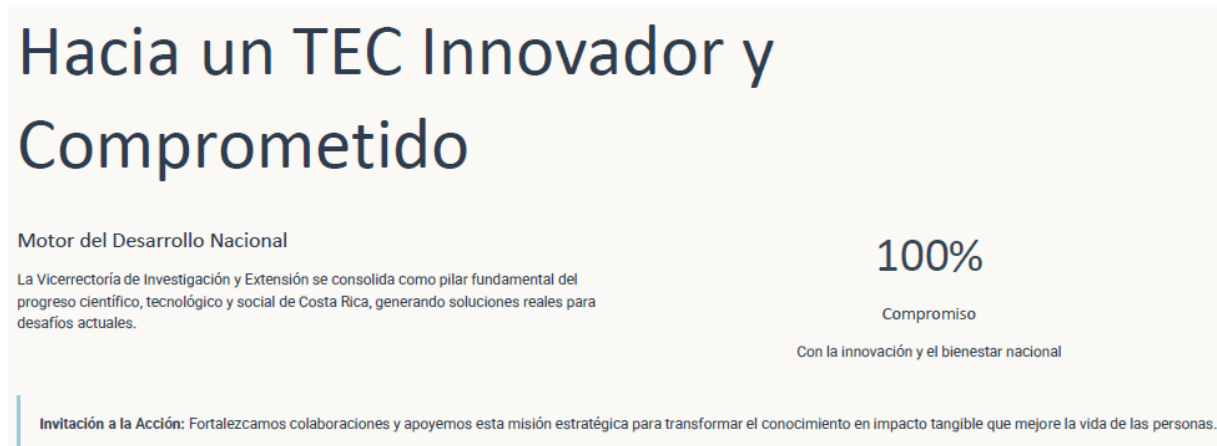 Hacia un TEC Innovador y
Comprometido
Motor del Desarrollo Nacional
La Vicerrectoría de Investigación y Extensión se consolida como pilar fundamental del
progreso científico, tecnológico y social de Costa Rica, generando soluciones reales para
desafíos actuales.
100%
Compromiso
Con la innovación y el bienestar nacional
Invitación a la Acción: Fortalezcamos colaboraciones y apoyemos esta misión estratégica para transformar el conocimiento en impacto tangible que mejore la vida de las personas.